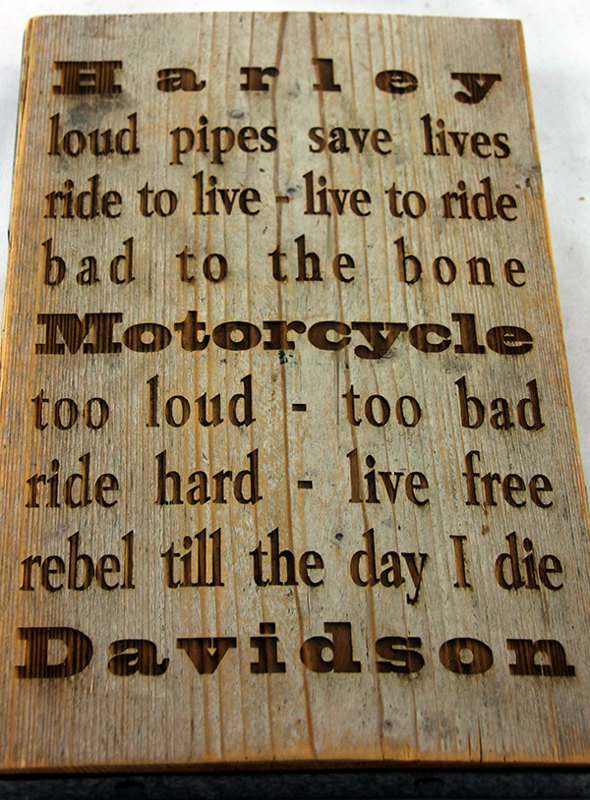 Harley
loud pipes save lives
ride to live - live to ride
bad to the bone
Motorcycle
too loud - too bad
ride hard - live free
rebel till the day I die
Davidson